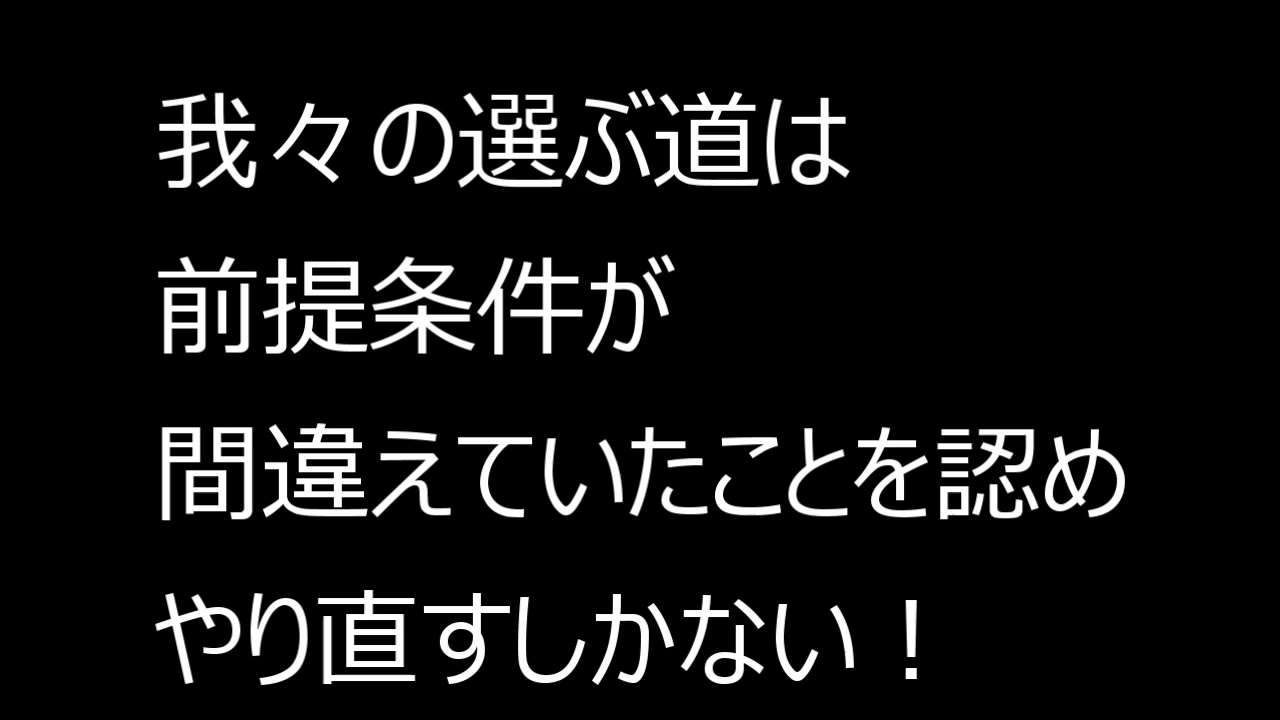 我々の選ぶ道は
前提条件が
間違えていたことを認め
やり直すしかない！